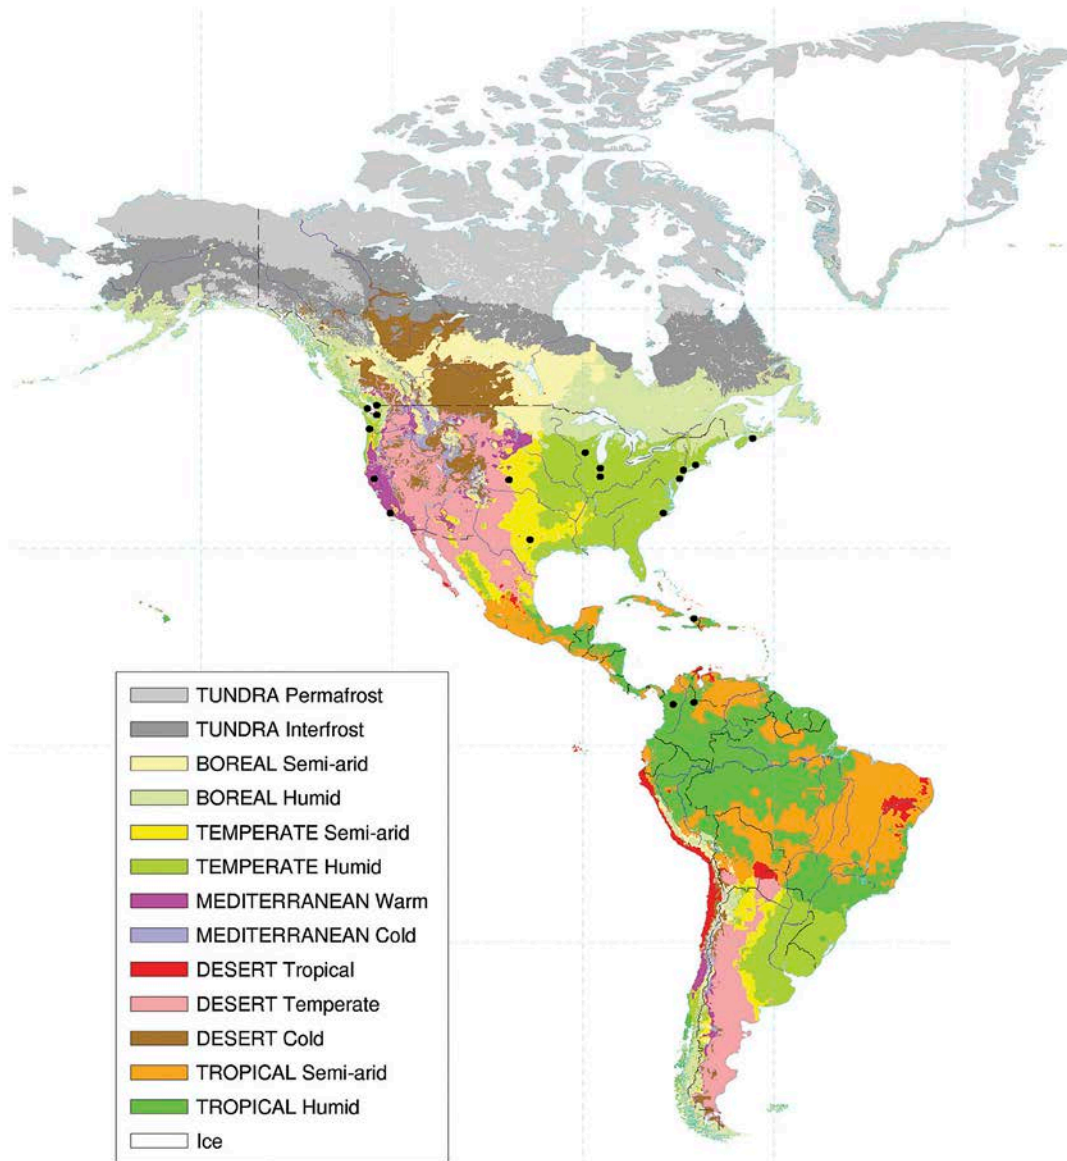 TUNDRA Permafrost
TUNDRA Interfrost
BOREAL Semi-arid
BOREAL Humid
TEMPERATE Semi-arid
TEMPERATE Humid
MEDITERRANEAN Warm
MEDITERRANEAN Cold
DESERT Tropical
DESERT Temperate
DESERT Cold
TROPICAL Semi-arid
TROPICAL Humid
Ice